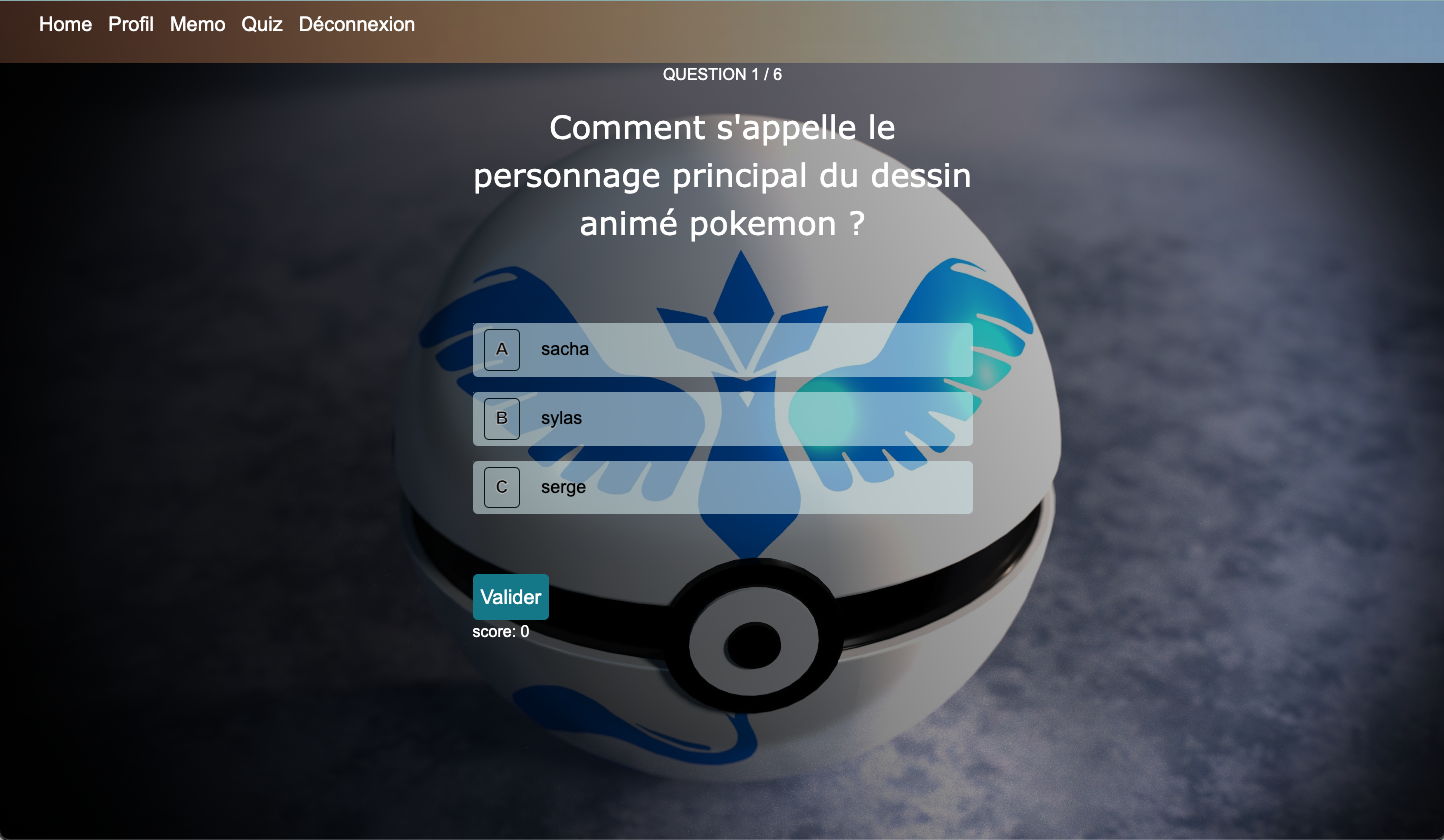 Home Profil Memo Quiz Déconnexion
QUESTION 1 / 6
Comment s'appelle le
personnage principal du dessin
animé pokemon ?
A sacha
B sylas
C serge
Valider
score: 0